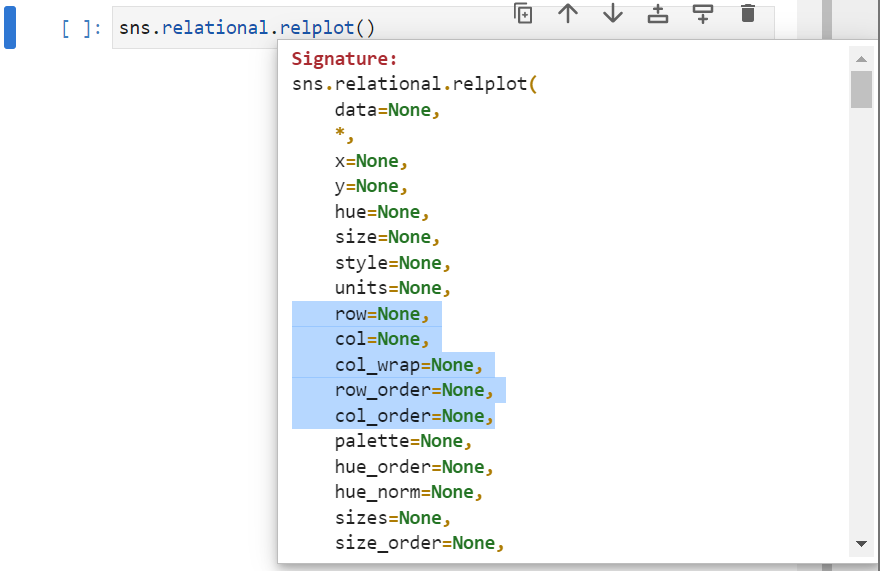 [ ]: sns.relational.relplot()
Signature:
sns.relational.relplot(
    data=None,
    *,
    x=None,
    y=None,
    hue=None,
    size=None,
    style=None,
    units=None,
    row=None,
    col=None,
    col_wrap=None,
    row_order=None,
    col_order=None,
    palette=None,
    hue_order=None,
    hue_norm=None,
    sizes=None,
    size_order=None,